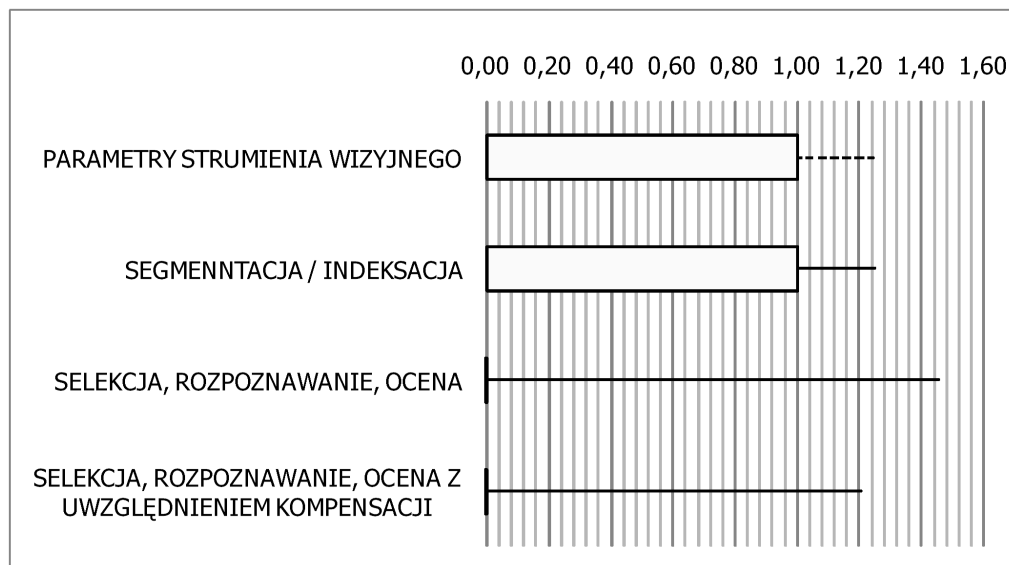 0,00 0,20 0,40 0,60 0,80 1,00 1,20 1,40 1,60
PARAMETRY STRUMIENIA WIZYJNEGO
SEGMENNTACJA / INDEKSACJA
SELEKCJA, ROZPOZNAWANIE, OCENA
SELEKCJA, ROZPOZNAWANIE, OCENA Z
UWZGLĘDNIENIEM KOMPENSACJI